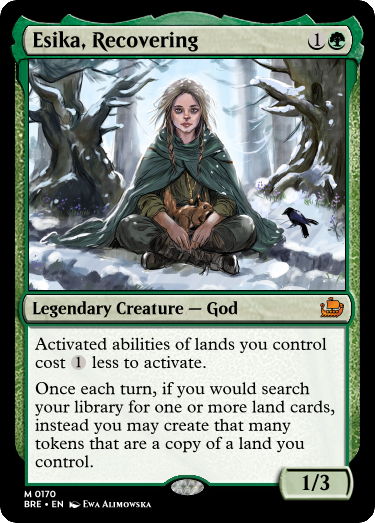 Esika, Recovering 1
Legendary Creature — God
Activated abilities of lands you control
cost 1 less to activate.
Once each turn, if you would search
your library for one or more land cards,
instead you may create that many
tokens that are a copy of a land you
control.
1/3
M 0170
BRE • EN Ewa Alimowska